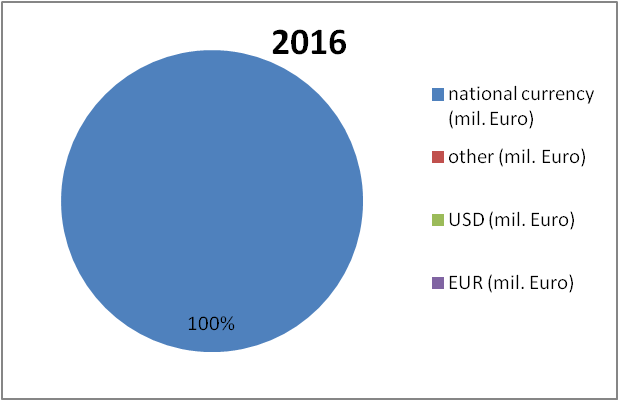 2016
national currency
(mil. Euro)
other (mil. Euro)
USD (mil. Euro)
EUR (mil. Euro)
100%